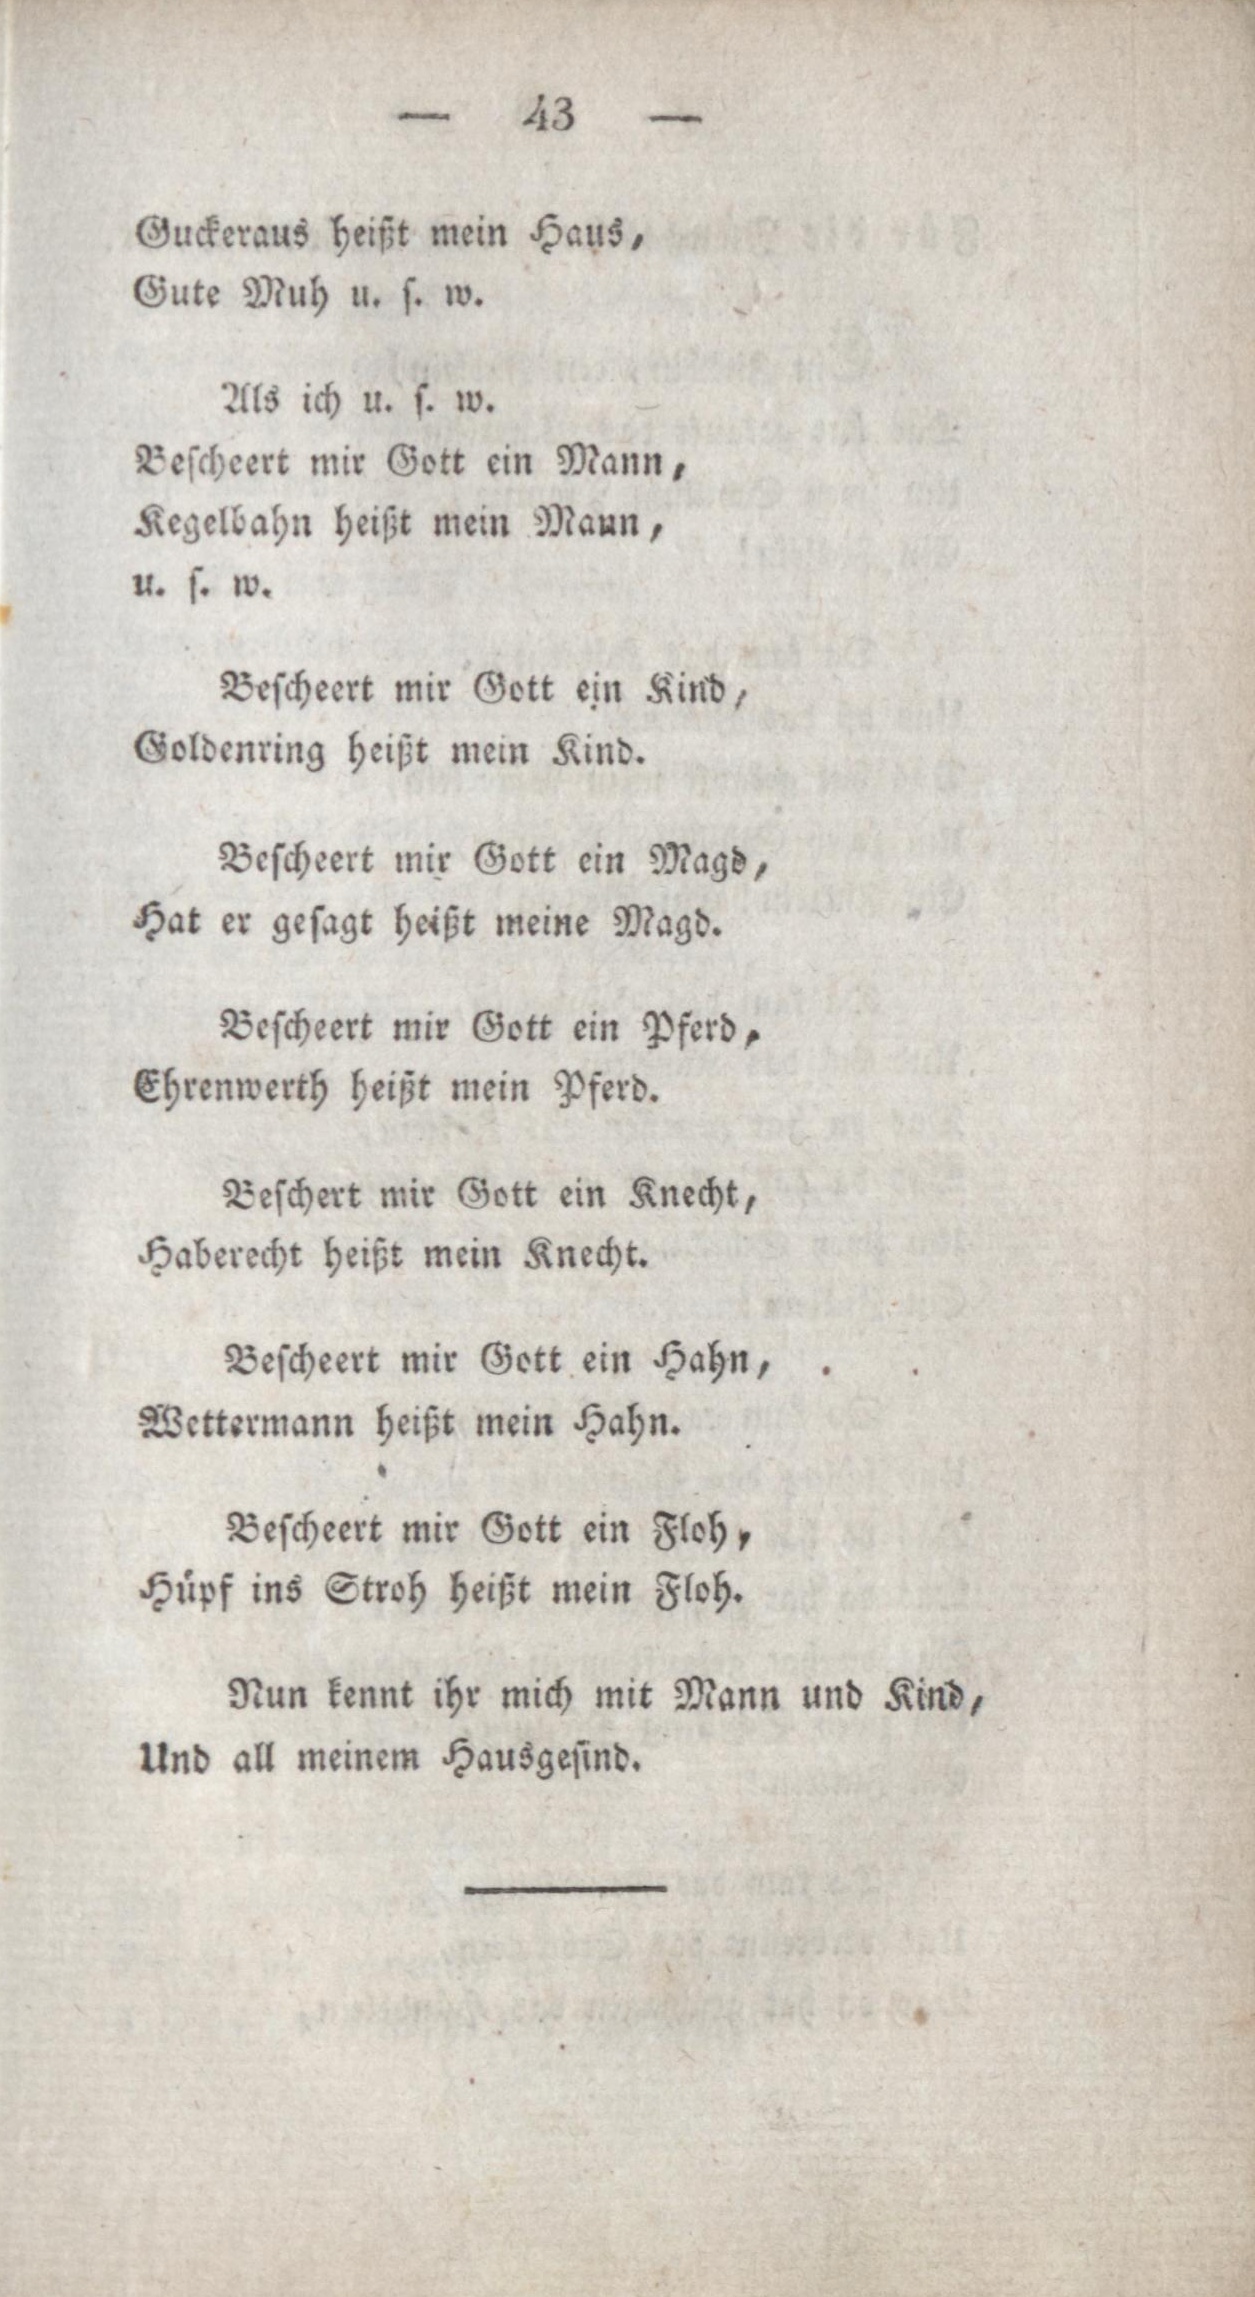 — 43 —
Guckeraus heißt mein Haus,
Gute Muh u. s. w.
Als ich u. s. w.
Bescheert mir Gott ein Mann,
Kegelbahn heißt mein Mann,
u. s. w.
Bescheert mir Gott ein Kind,
Goldenring heißt mein Kind.
Bescheert mir Gott ein Magd,
Hat er gesagt heißt meine Magd.
Bescheert mir Gott ein Pferd,
Ehrenwerth heißt mein Pferd.
Beschert mir Gott ein Knecht,
Haberecht heißt mein Knecht.
Bescheert mir Gott ein Hahn,
Wettermann heißt mein Hahn.
Bescheert mir Gott ein Floh,
Hüpf ins Stroh heißt mein Floh.
Nun kennt ihr mich mit Mann und Kind,
Und all meinem Hausgesind.